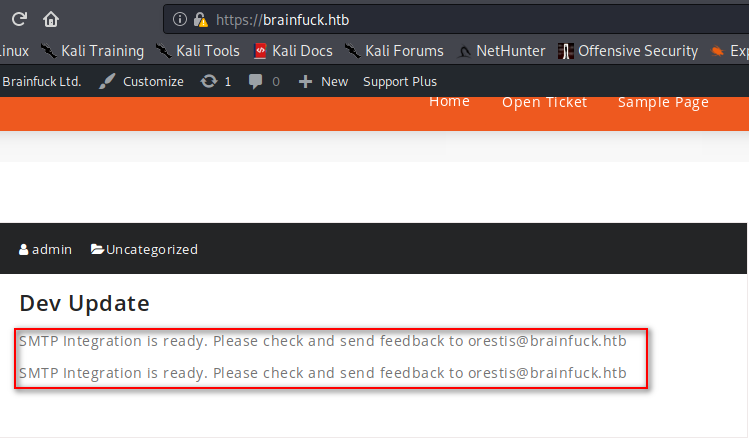 https://brainfuck.htb
Linux Kali Training Kali Tools Kali Docs Kali Forums NetHunter Offensive Security Exp
Brainfuck Ltd. Customize 1 0 New Support Plus
Home Open Ticket Sample Page
admin Uncategorized
Dev Update
SMTP Integration is ready. Please check and send feedback to orestis@brainfuck.htb
SMTP Integration is ready. Please check and send feedback to orestis@brainfuck.htb